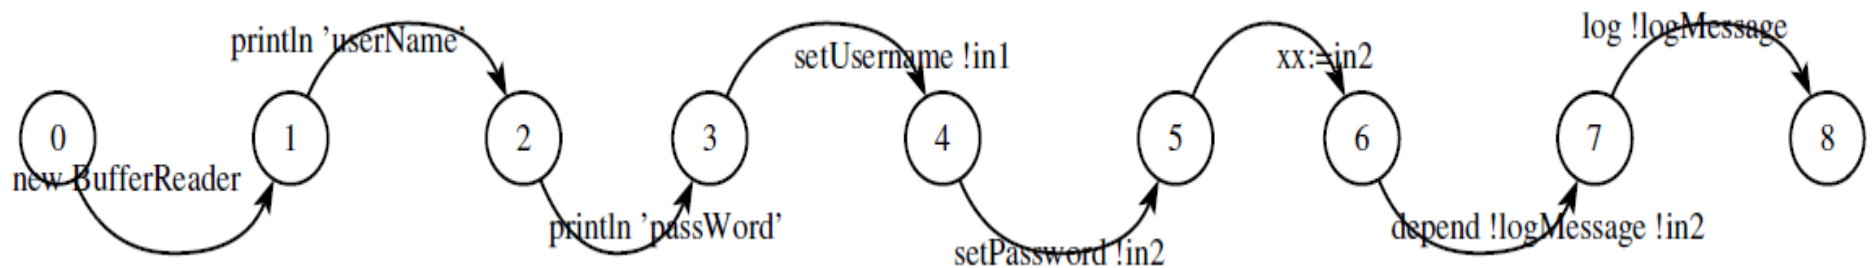 println 'userName'
setUsername !in1
xx:=in2
log !logMessage
0
1
2
3
4
5
6
7
8
new BufferReader
println 'passWord'
setPassword !in2
depend !logMessage !in2